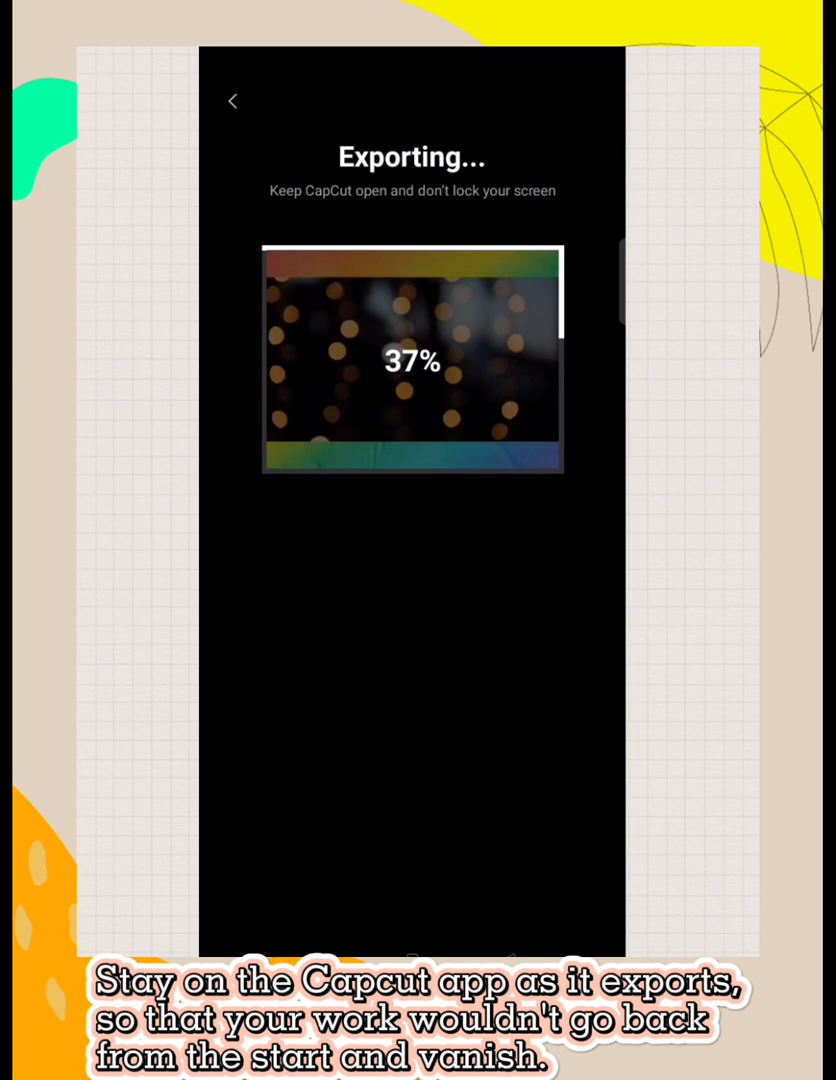 Exporting...
Keep CapCut open and don't lock your screen
37%
Stay on the Capcut app as it exports,
so that your work wouldn't go back
from the start and vanish.